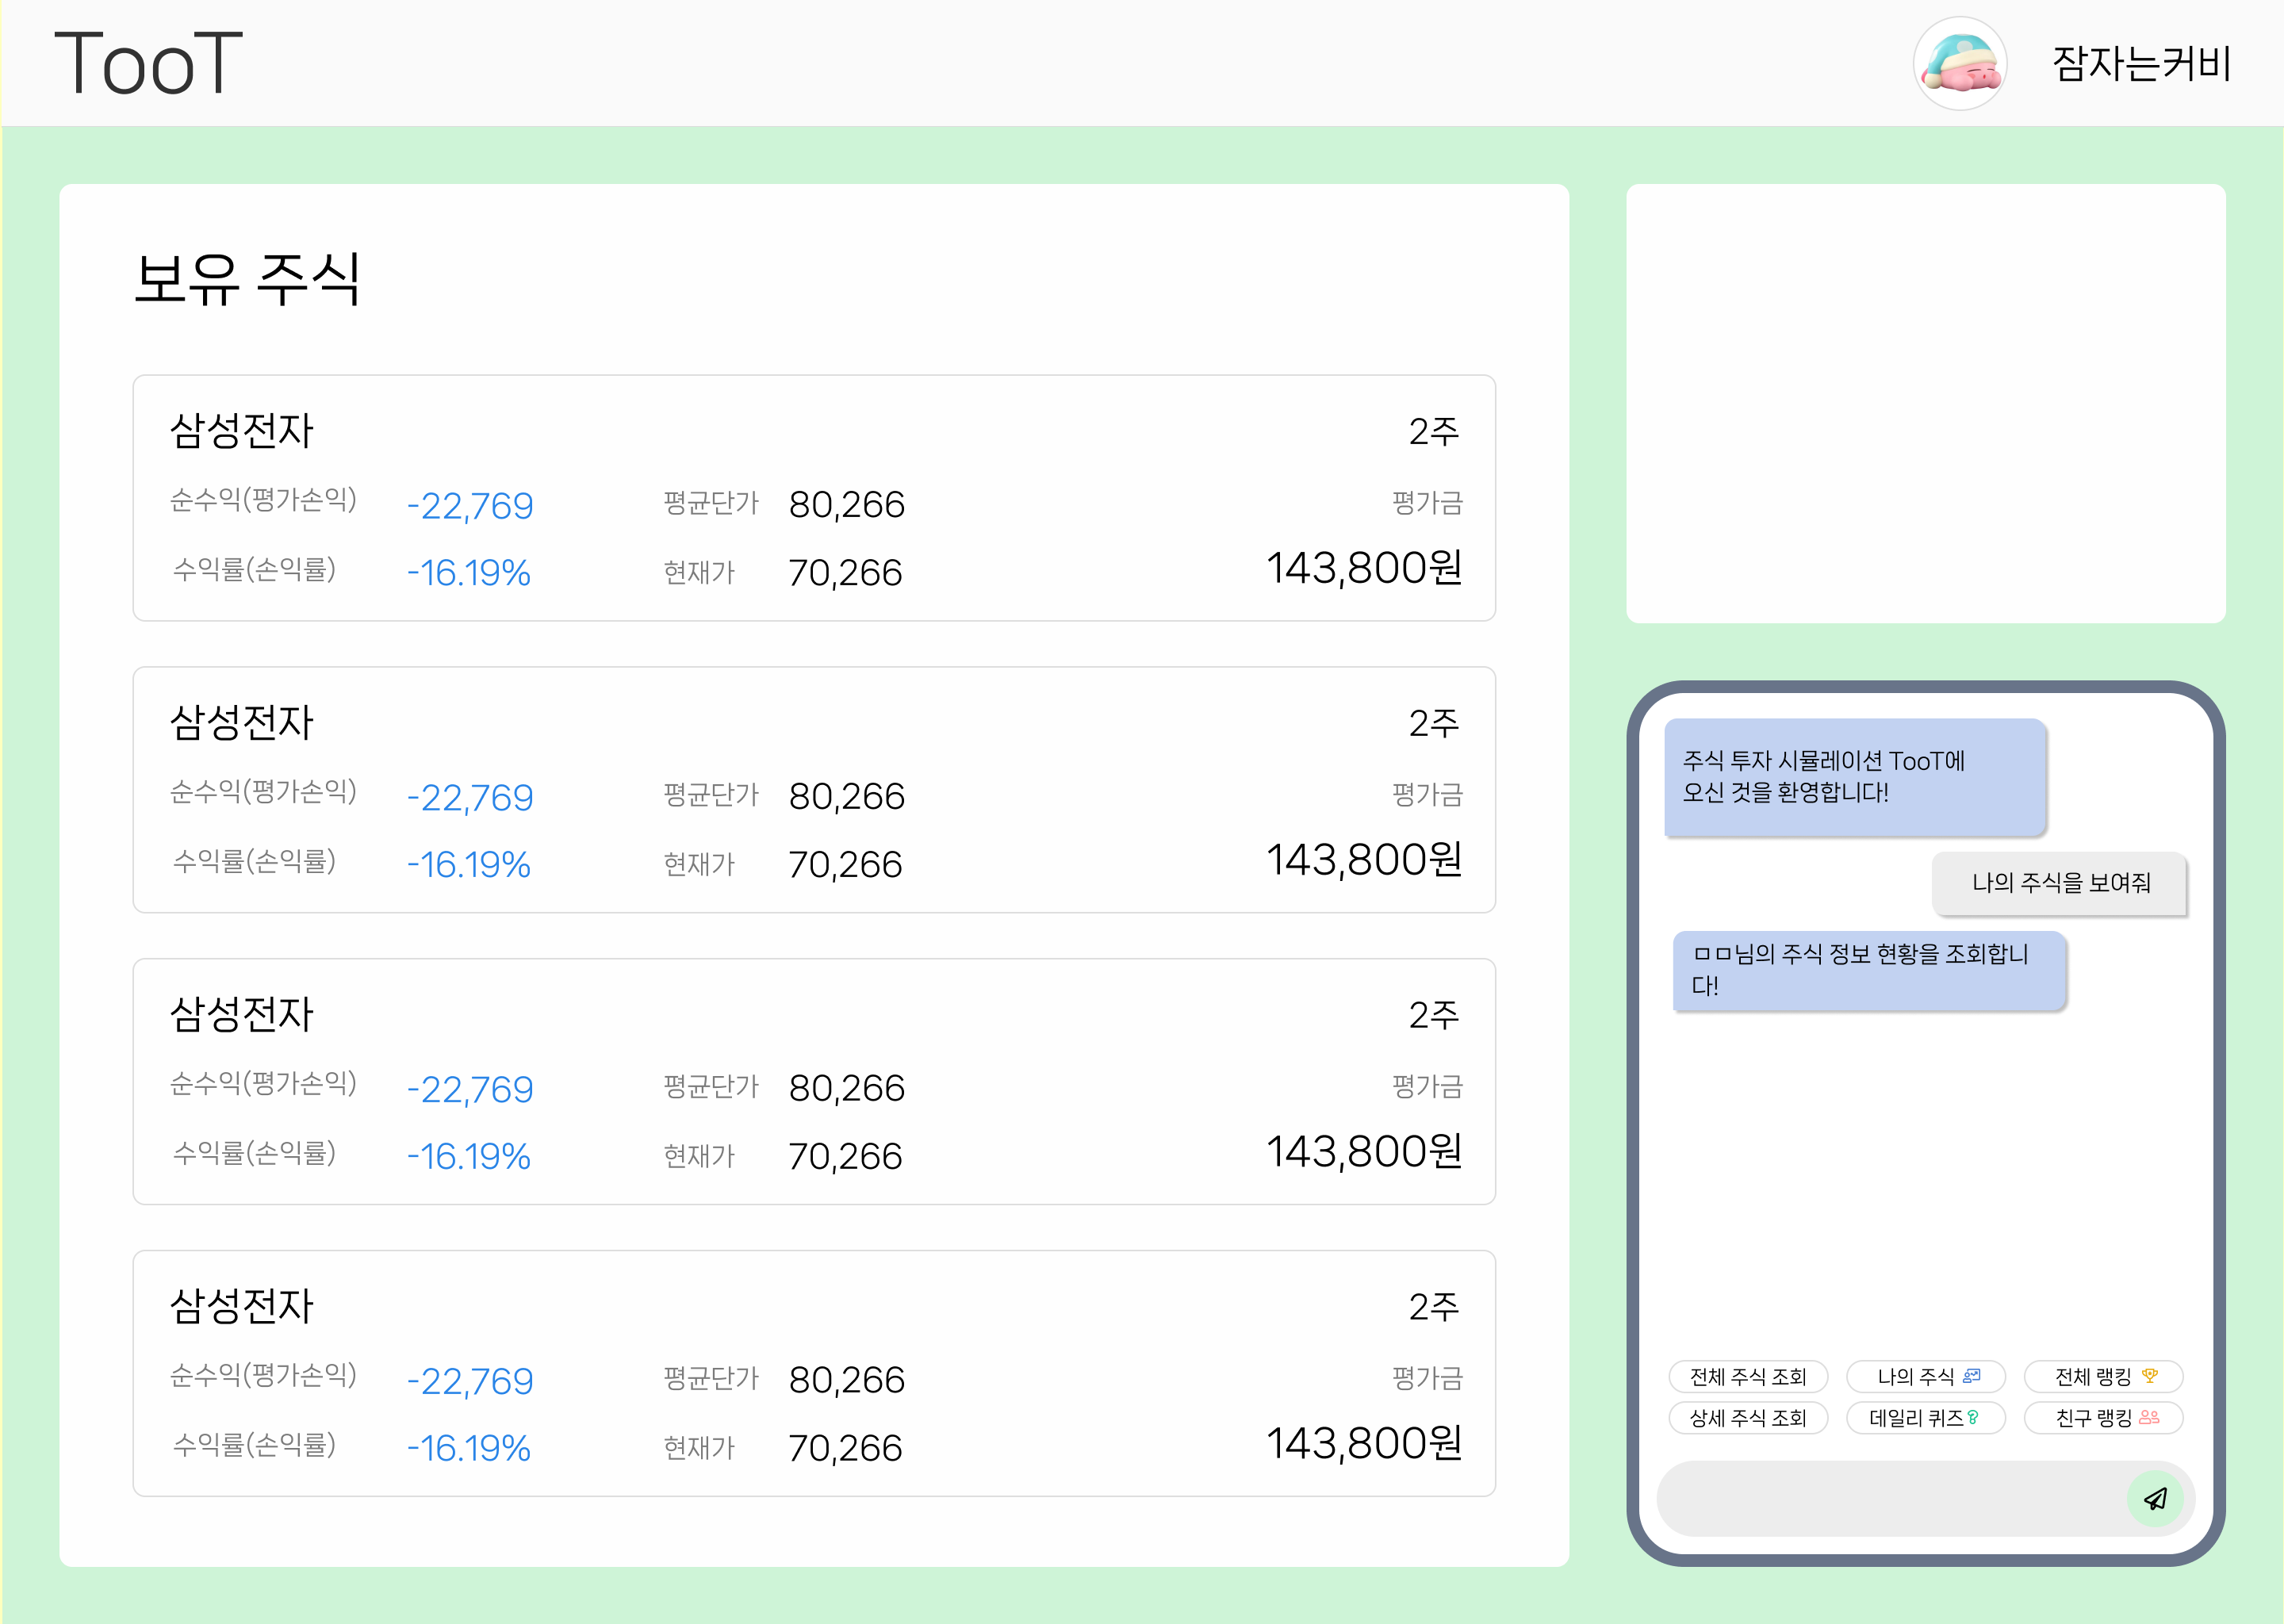 TooT
잠자는커비
보유 주식
삼성전자
2주
순수익(평가손익) -22,769 평균단가 80,266 평가금
수익률(손익률) -16.19% 현재가 70,266 143,800원
삼성전자
2주
순수익(평가손익) -22,769 평균단가 80,266 평가금
수익률(손익률) -16.19% 현재가 70,266 143,800원
삼성전자
2주
순수익(평가손익) -22,769 평균단가 80,266 평가금
수익률(손익률) -16.19% 현재가 70,266 143,800원
삼성전자
2주
순수익(평가손익) -22,769 평균단가 80,266 평가금
수익률(손익률) -16.19% 현재가 70,266 143,800원
주식 투자 시뮬레이션 TooT에
오신 것을 환영합니다!
나의 주식을 보여줘
ㅁㅁ님의 주식 정보 현황을 조회합니
다!
전체 주식 조회 나의 주식 전체 랭킹
상세 주식 조회 데일리 퀴즈 친구 랭킹